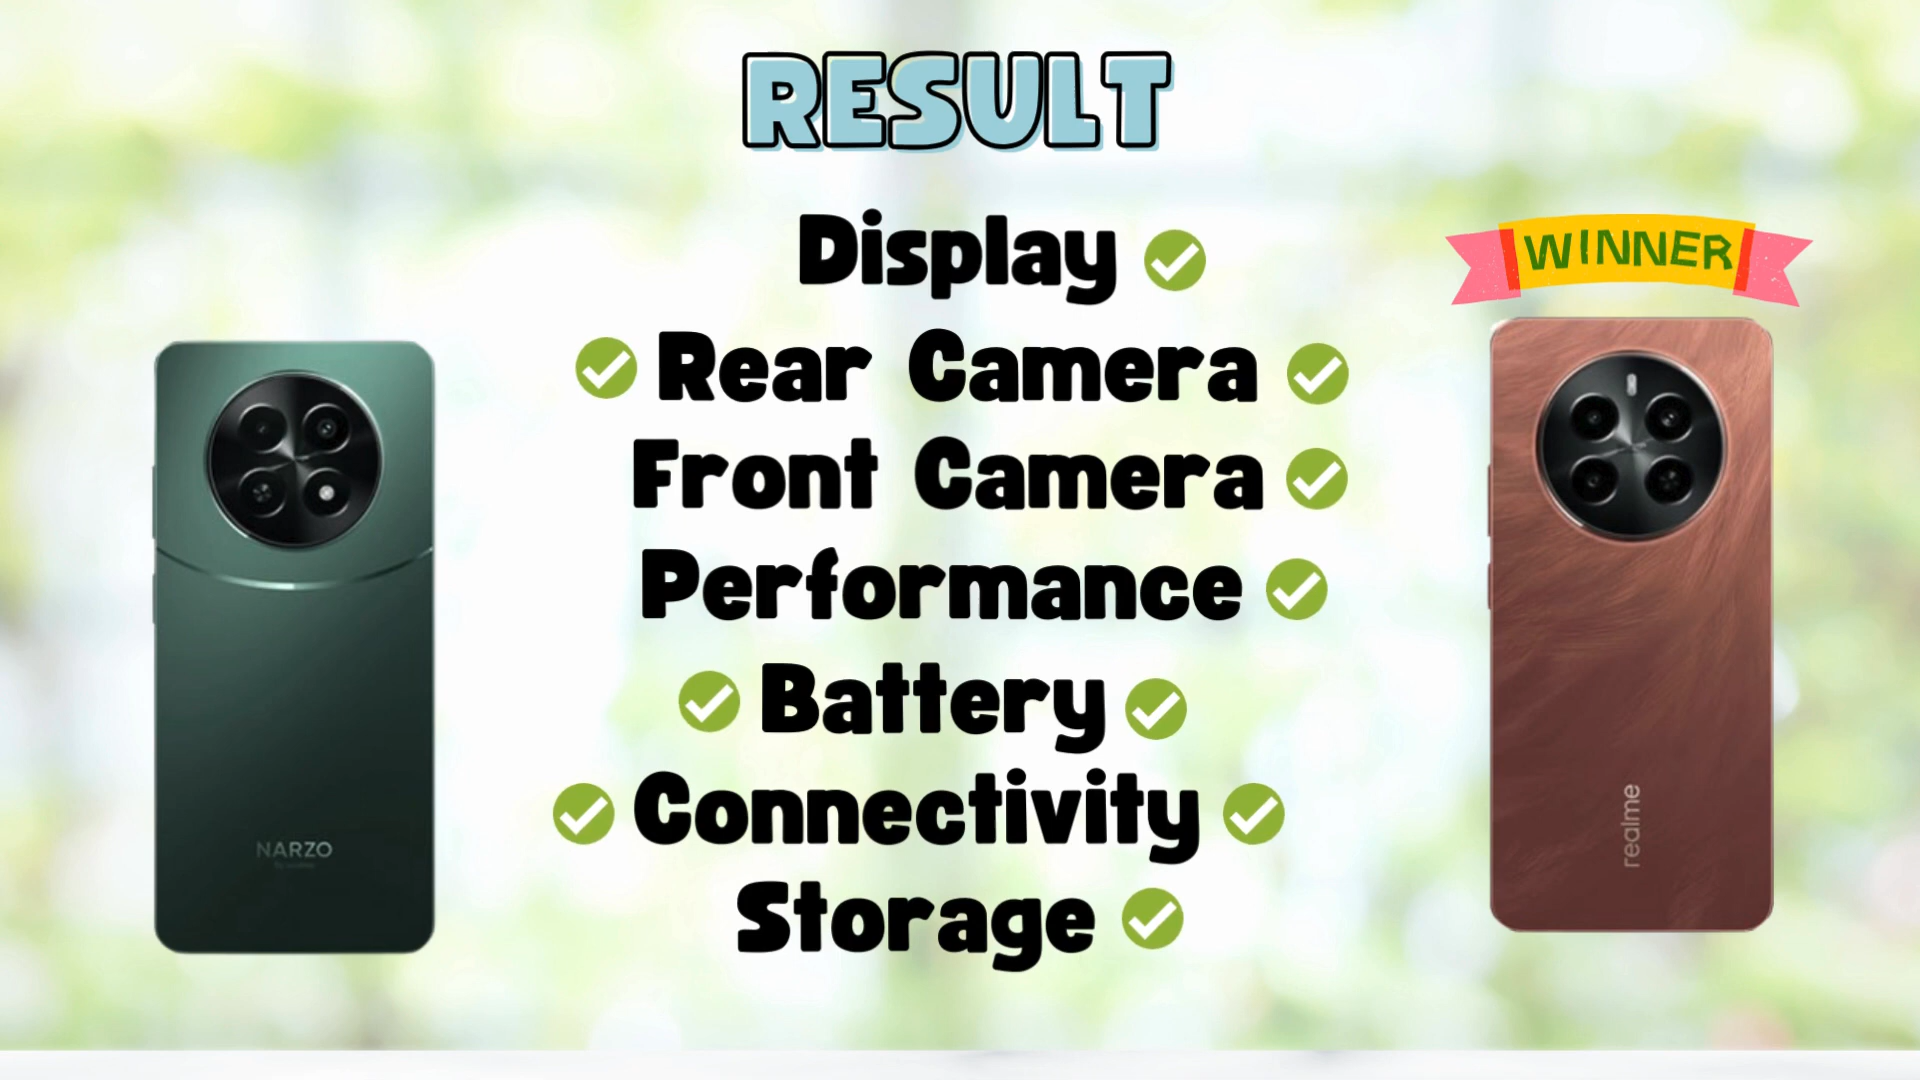 RESULT
Display
WINNER
Rear Camera
Front Camera
Performance
Battery
Connectivity
Storage
NARZO
realme